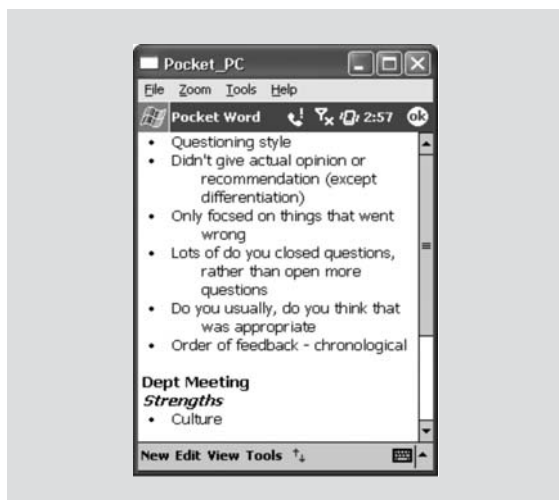 Pocket_PC
File Zoom Tools Help
Pocket Word 2:57 ok
• Questioning style
• Didn't give actual opinion or
recommendation (except
differentiation)
• Only focsed on things that went
wrong
• Lots of do you closed questions,
rather than open more
questions
• Do you usually, do you think that
was appropriate
• Order of feedback - chronological
Dept Meeting
Strengths
• Culture
New Edit View Tools